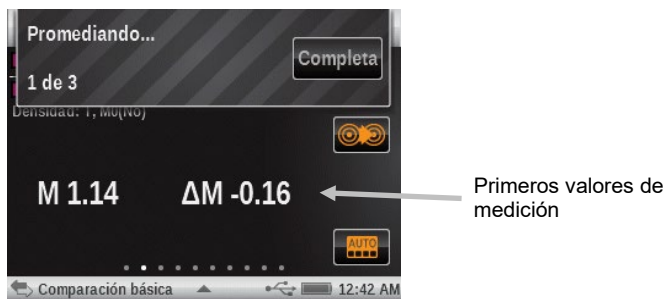 Promediando...
Completa
1 de 3
Densidad: T, M0(No)
M 1.14 ΔM -0.16
Primeros valores de
medición
AUTO
Comparación básica
12:42 AM